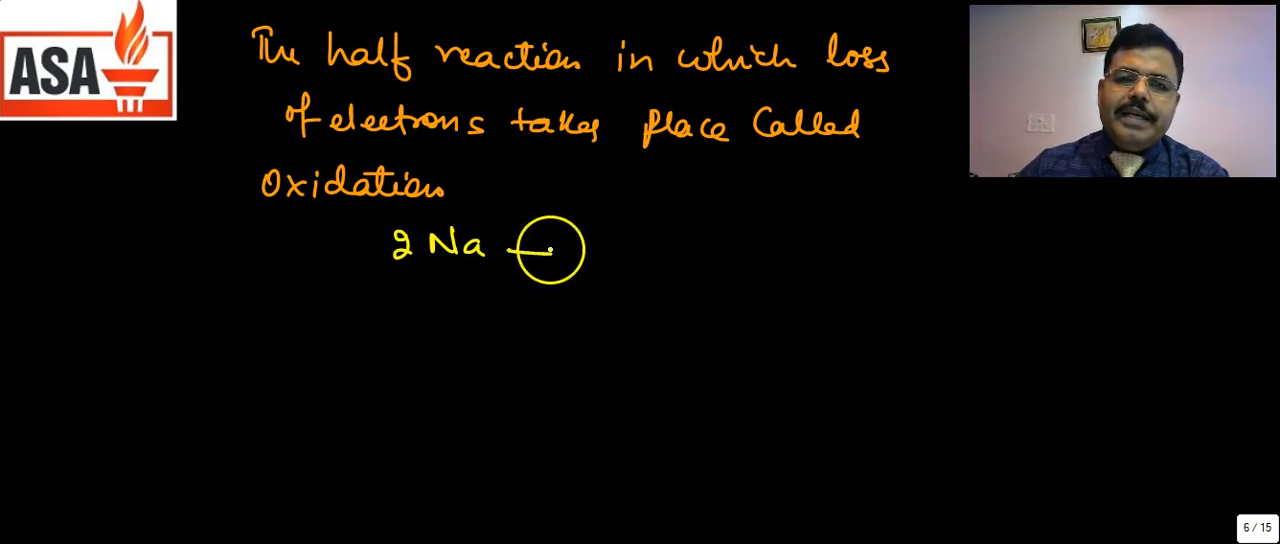 ASA
The half reaction in which loss
of electrons takes place Called
Oxidation
2 Na
6 / 15